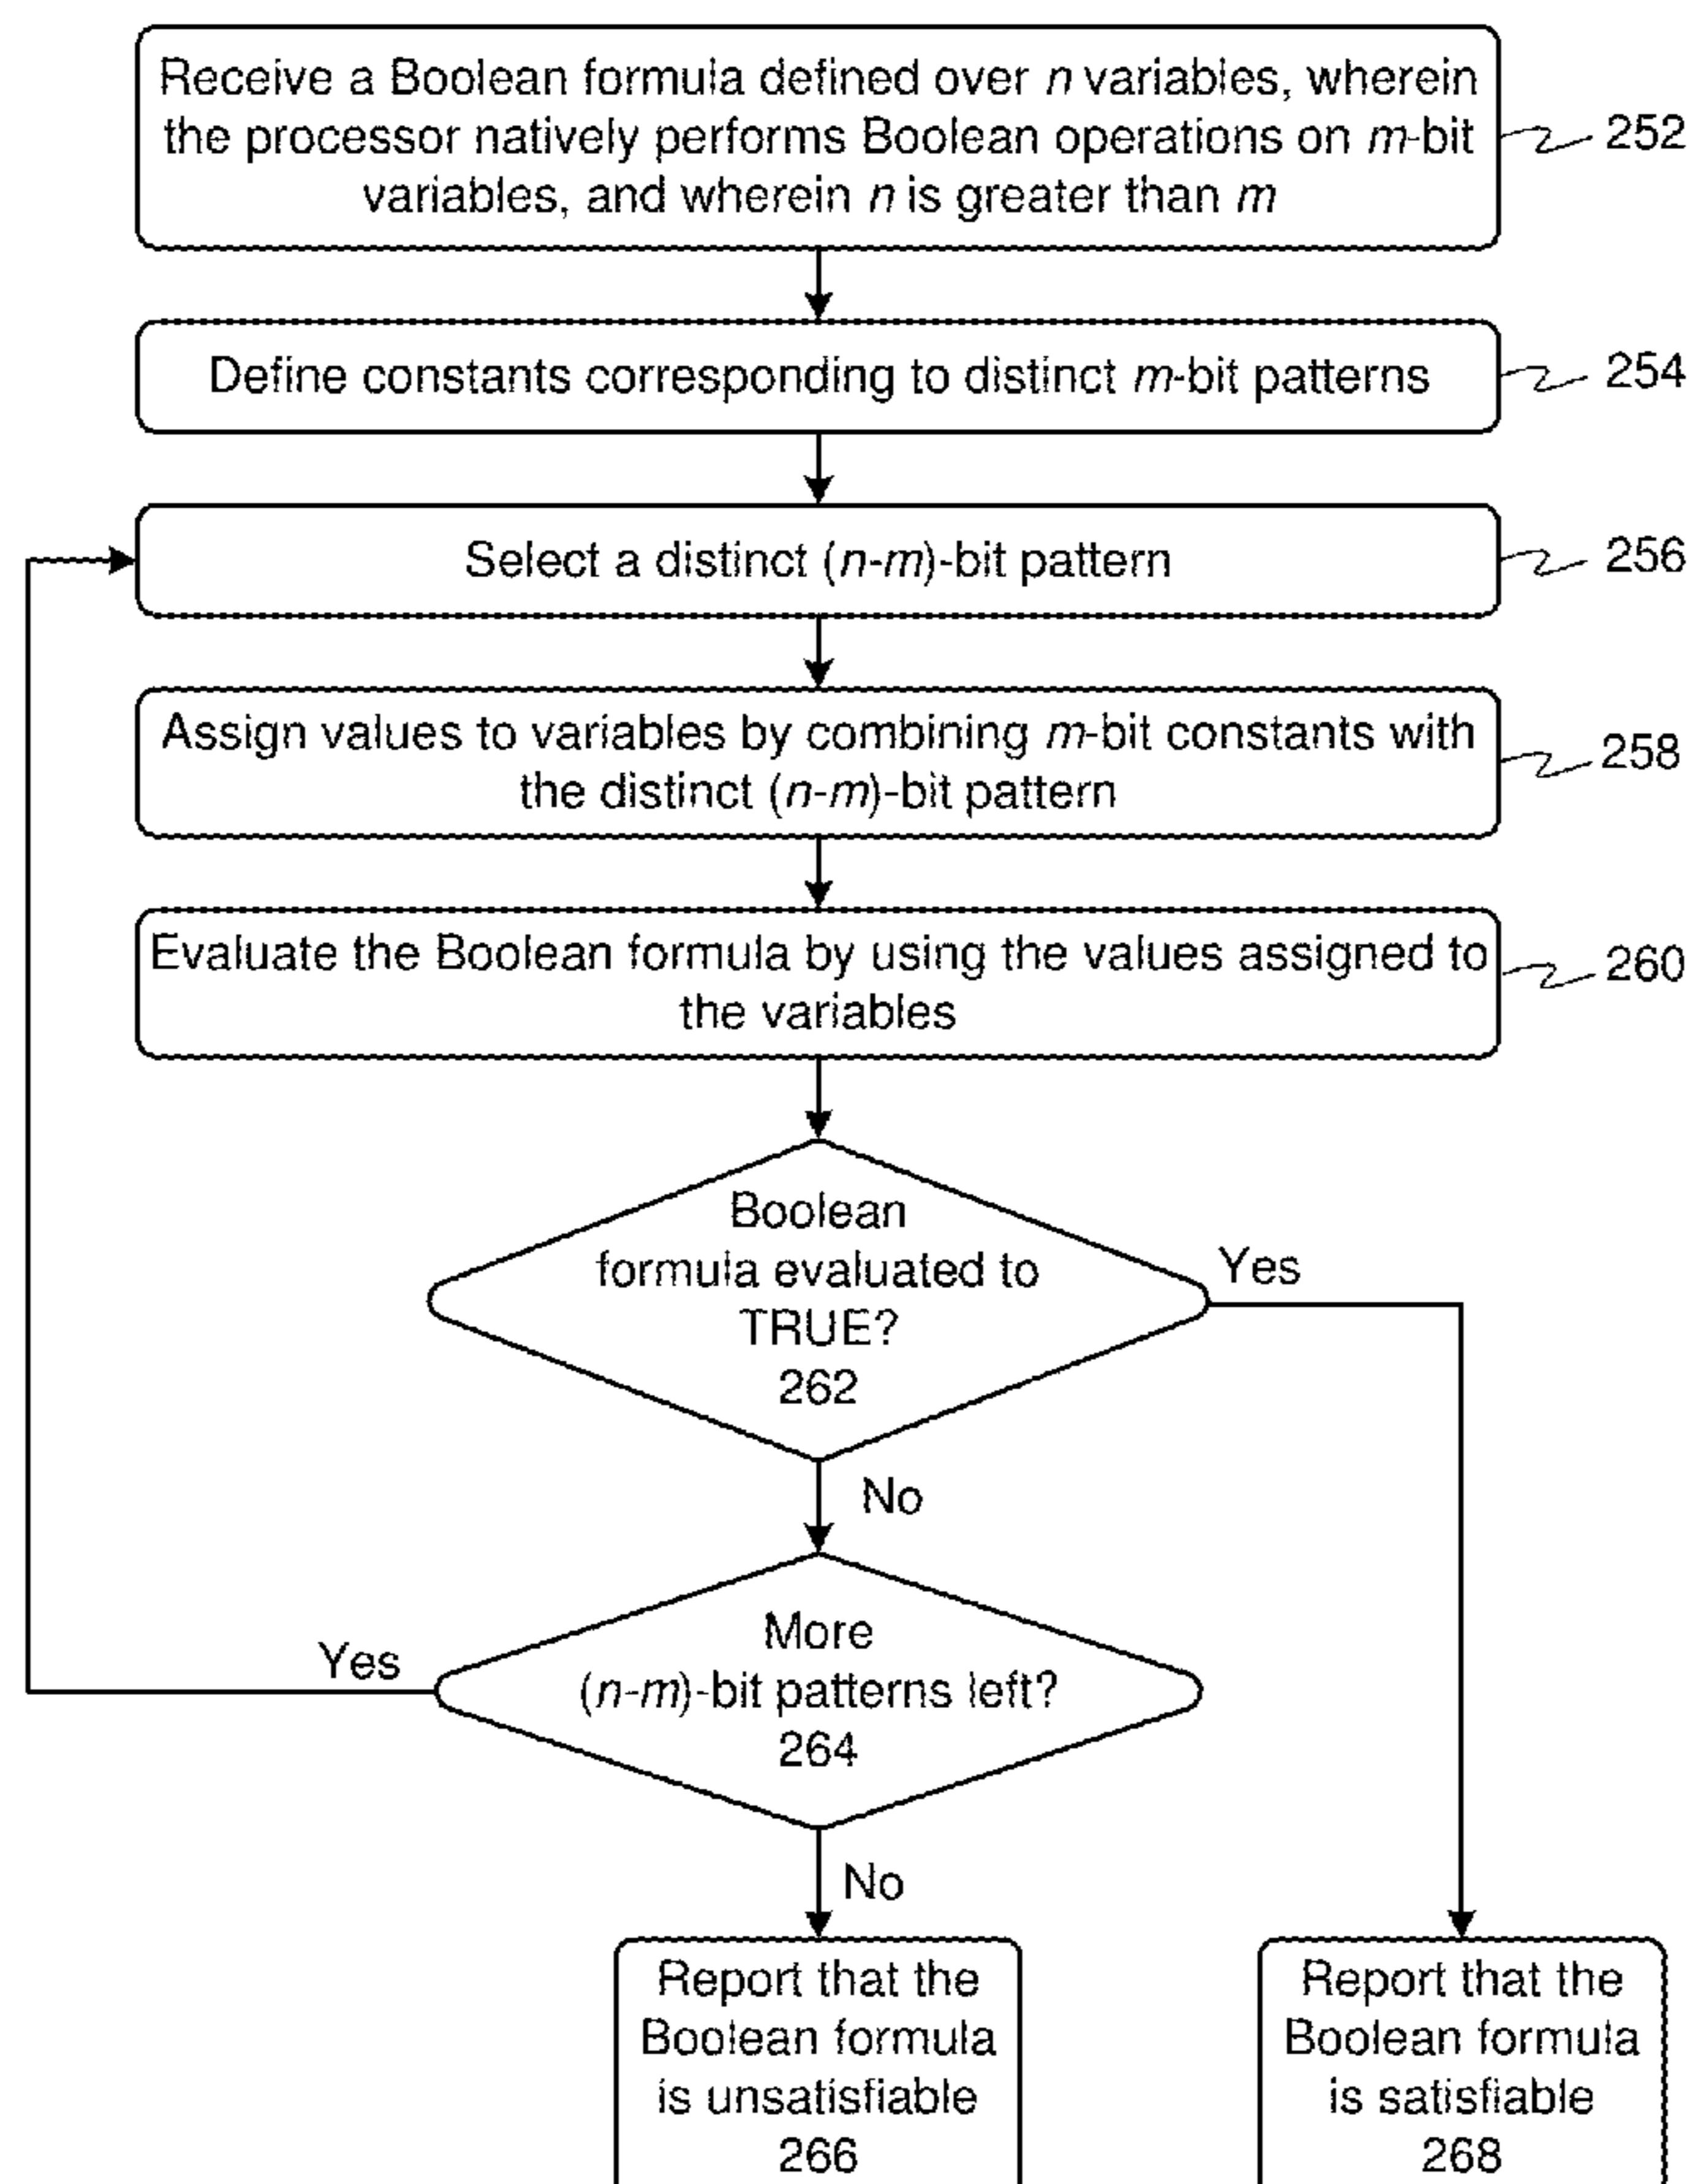 Receive a Boolean formula defined over n variables, wherein
the processor natively performs Boolean operations on m-bit
variables, and wherein n is greater than m
252
Define constants corresponding to distinct m-bit patterns
254
Select a distinct (n-m)-bit pattern
256
Assign values to variables by combining m-bit constants with
the distinct (n-m)-bit pattern
258
Evaluate the Boolean formula by using the values assigned to
the variables
260
Boolean
formula evaluated to
TRUE?
262
Yes
No
More
(n-m)-bit patterns left?
264
Yes
No
Report that the
Boolean formula
is unsatisfiable
266
Report that the
Boolean formula
is satisfiable
268